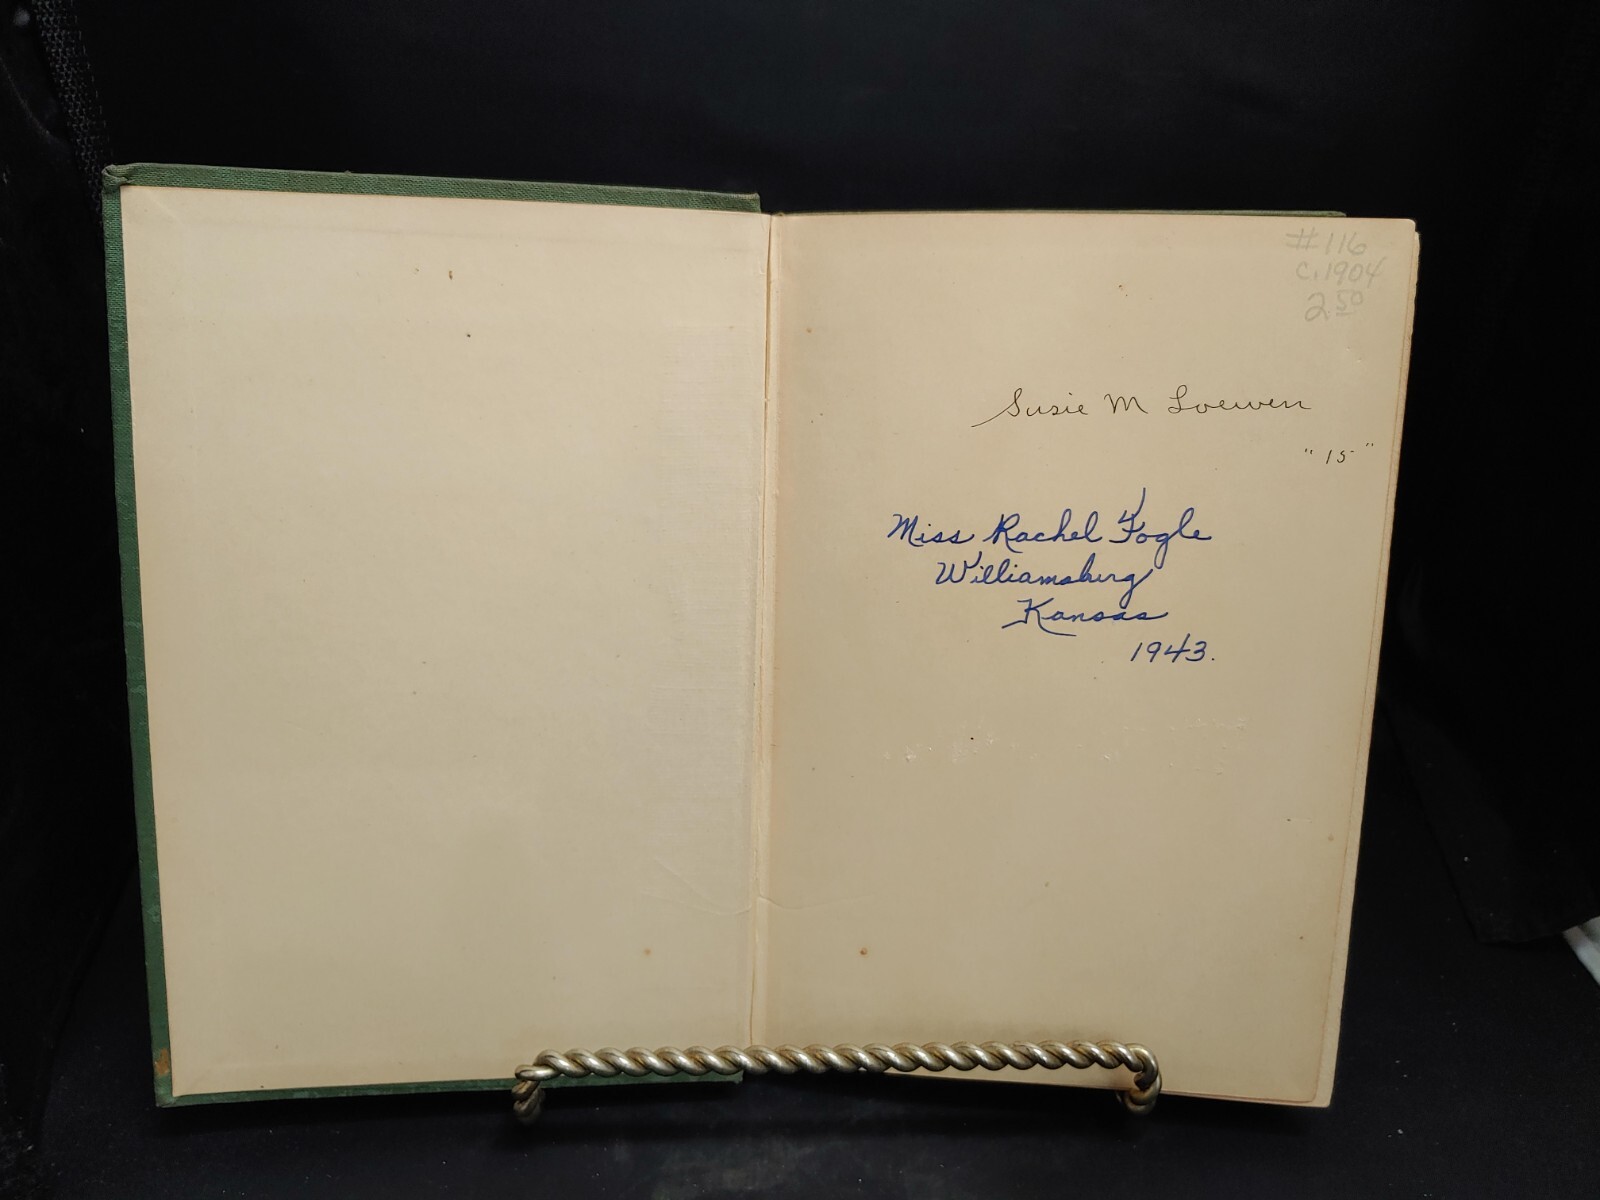 #116
c.1904
2.50
Susie M Loewen
"15"
Miss Rachel Fogle
Williamsburg
Kansas
1943.